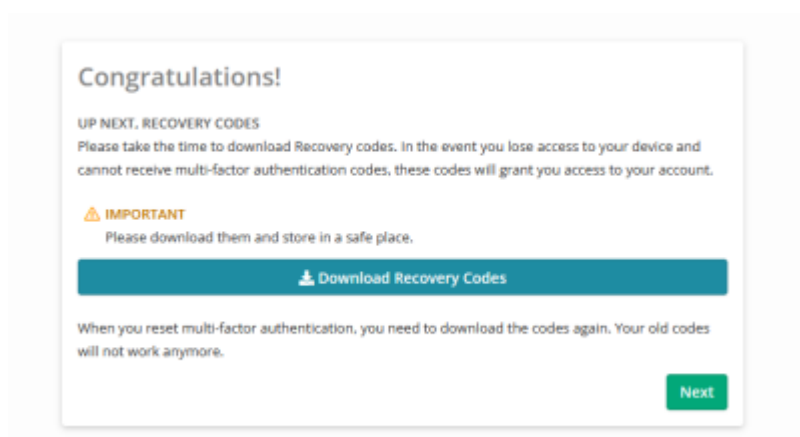 Congratulations!
UP NEXT, RECOVERY CODES
Please take the time to download Recovery codes. In the event you lose access to your device and
cannot receive multi-factor authentication codes, these codes will grant you access to your account.
IMPORTANT
Please download them and store in a safe place.
Download Recovery Codes
When you reset multi-factor authentication, you need to download the codes again. Your old codes
will not work anymore.
Next